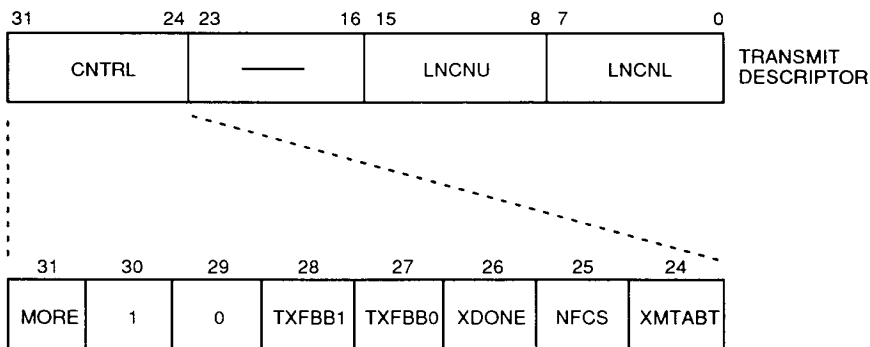 31 24 23 16 15 8 7 0
CNTRL — LNCNU LNCNL
TRANSMIT
DESCRIPTOR
31 30 29 28 27 26 25 24
MORE 1 0 TXFBB1 TXFBB0 XDONE NFCS XMTABT